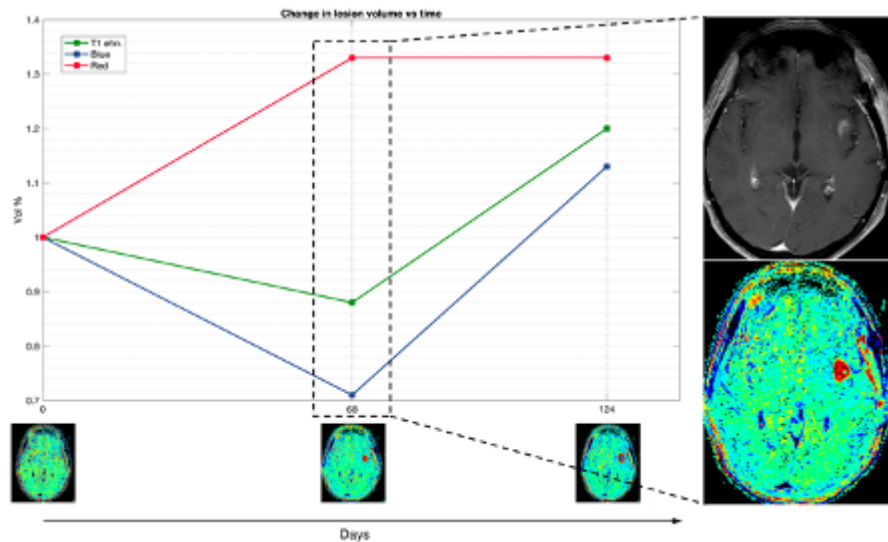 Change in lesion volume vs time
1.4
T1 enh.
Blue
Red
1.3
1.2
1.1
Vol %
1
0.9
0.8
0.7
0
68
124
Days